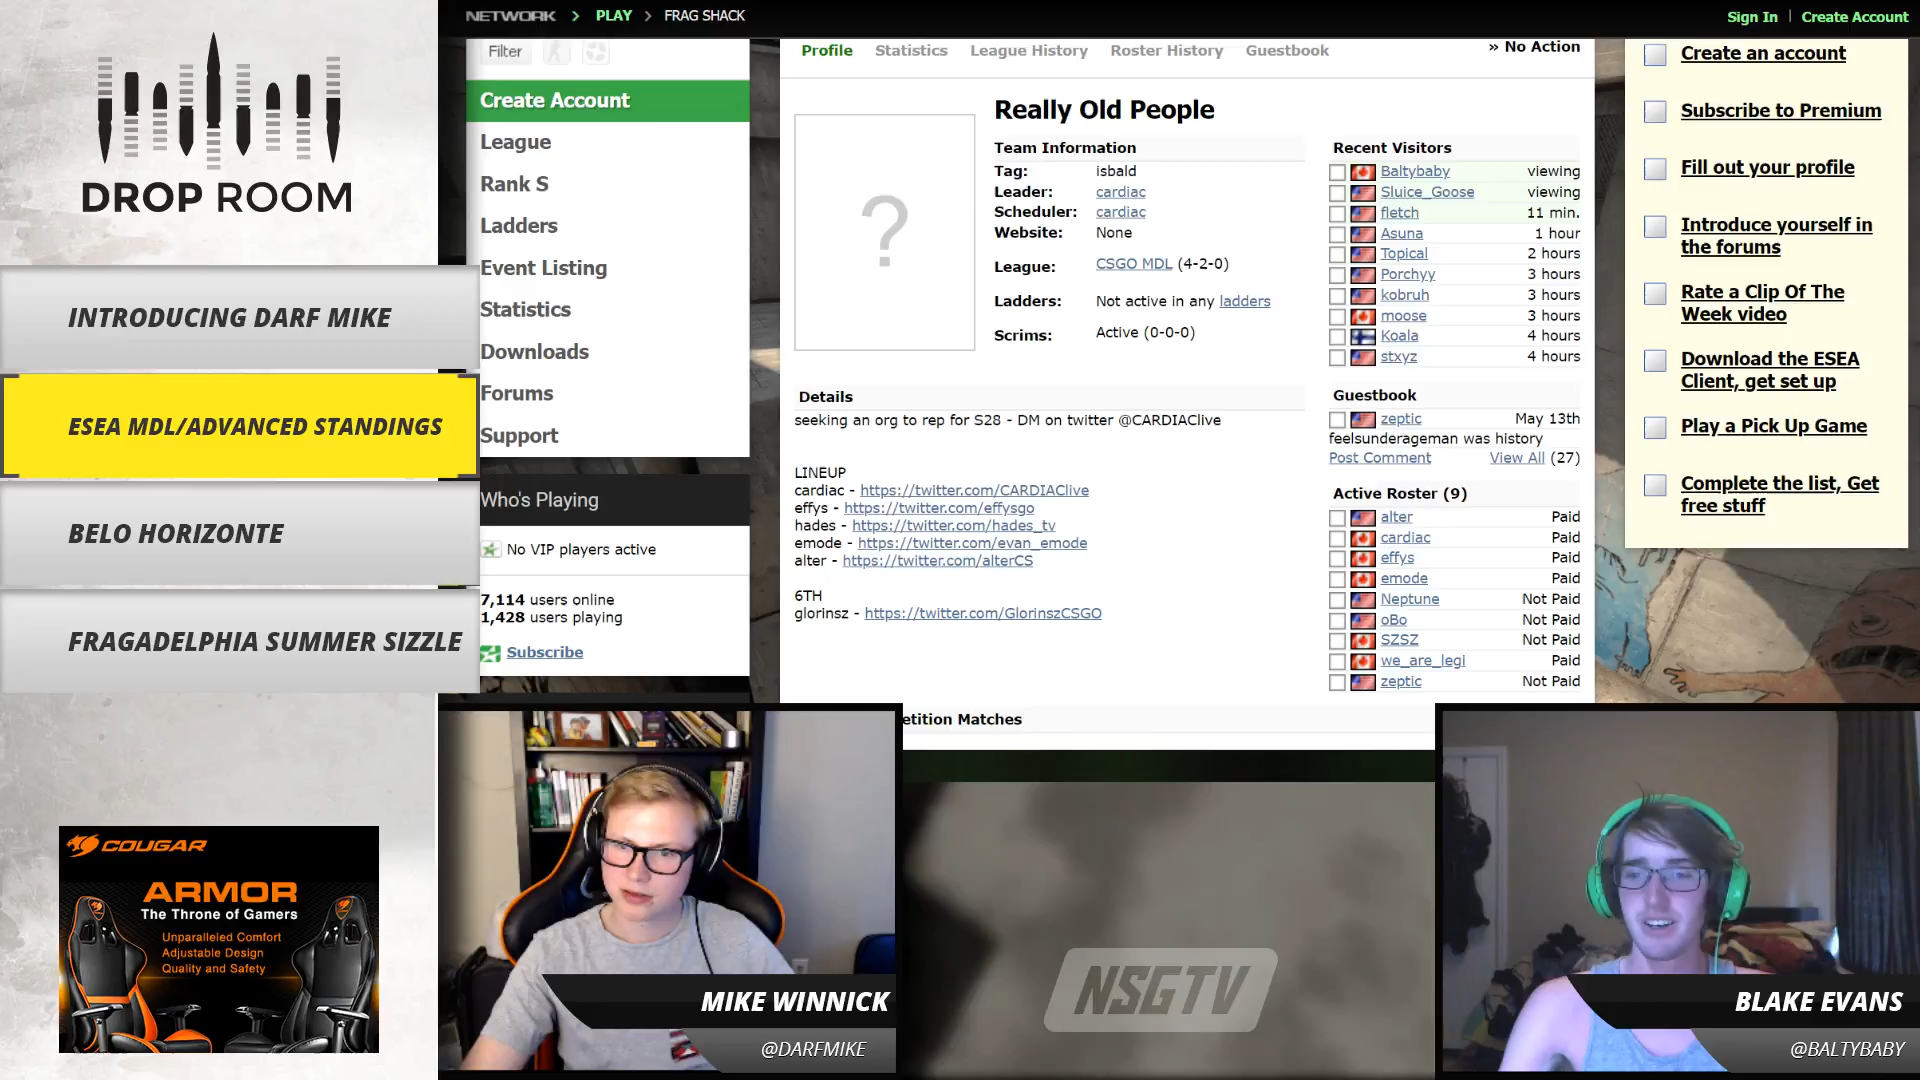 DROP ROOM
INTRODUCING DARF MIKE
ESEA MDL/ADVANCED STANDINGS
BELO HORIZONTE
FRAGADELPHIA SUMMER SIZZLE
COUGAR
ARMOR
The Throne of Gamers
Unparalleled Comfort
Adjustable Design
Quality and Safety
NETWORK > PLAY > FRAG SHACK
Sign In | Create Account
Filter
Create Account
League
Rank S
Ladders
Event Listing
Statistics
Downloads
Forums
Support
Who's Playing
No VIP players active
7,114 users online
1,428 users playing
Subscribe
Profile Statistics League History Roster History Guestbook
» No Action
?
Really Old People
Team Information
Tag: isbald
Leader: cardiac
Scheduler: cardiac
Website: None
League: CSGO MDL (4-2-0)
Ladders: Not active in any ladders
Scrims: Active (0-0-0)
Details
seeking an org to rep for S28 - DM on twitter @CARDIAClive
LINEUP
cardiac - https://twitter.com/CARDIAClive
effys - https://twitter.com/effysgo
hades - https://twitter.com/hades_tv
emode - https://twitter.com/evan_emode
alter - https://twitter.com/alterCS
6TH
glorinsz - https://twitter.com/GlorinszCSGO
etition Matches
Recent Visitors
Baltybaby viewing
Sluice_Goose viewing
fletch 11 min.
Asuna 1 hour
Topical 2 hours
Porchyy 3 hours
kobruh 3 hours
moose 3 hours
Koala 4 hours
stxyz 4 hours
Guestbook
zeptic May 13th
feelsunderageman was history
Post Comment View All (27)
Active Roster (9)
alter Paid
cardiac Paid
effys Paid
emode Paid
Neptune Not Paid
oBo Not Paid
SZSZ Not Paid
we_are_legi Paid
zeptic Not Paid
Create an account
Subscribe to Premium
Fill out your profile
Introduce yourself in
the forums
Rate a Clip Of The
Week video
Download the ESEA
Client, get set up
Play a Pick Up Game
Complete the list, Get
free stuff
MIKE WINNICK
@DARFMIKE
NSGTV
BLAKE EVANS
@BALTYBABY